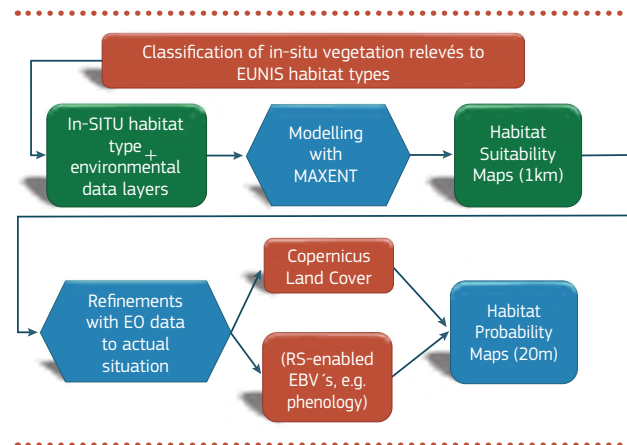 Classification of in-situ vegetation relevés to
EUNIS habitat types
In-SITU habitat
type +
environmental
data layers
Modelling
with
MAXENT
Habitat
Suitability
Maps (1km)
Refinements
with EO data
to actual
situation
Copernicus
Land Cover
(RS-enabled
EBV´s, e.g.
phenology)
Habitat
Probability
Maps (20m)